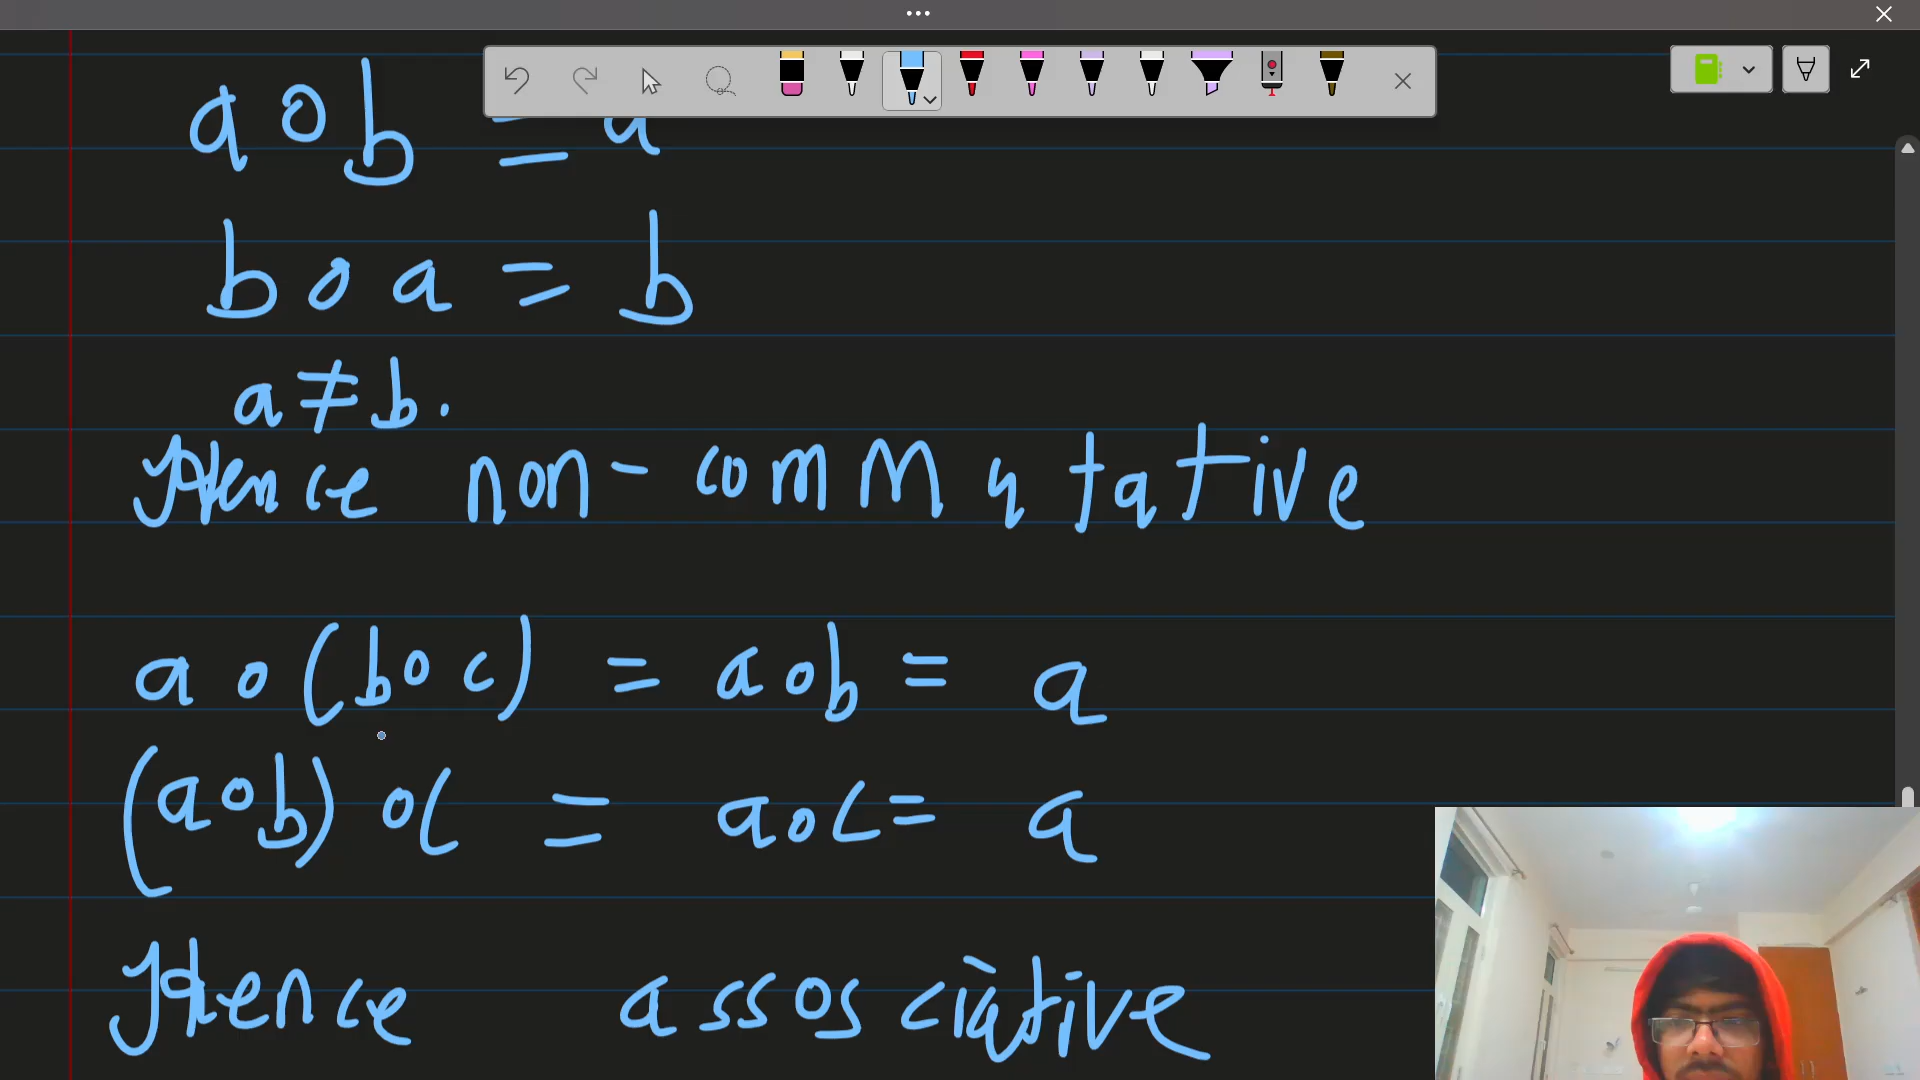 a o b = a
b o a = b
a ≠ b.
Hence non-commutative
a o (b o c) = a o b = a
(a o b) o c = a o c = a
Hence assosciative